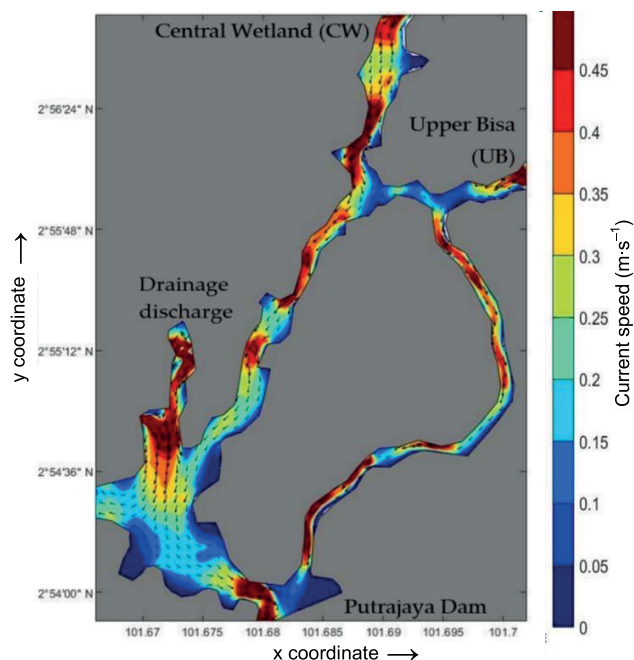 Central Wetland (CW)
Upper Bisa
(UB)
Drainage
discharge
Putrajaya Dam
2°56'24" N
2°55'48" N
2°55'12" N
2°54'36" N
2°54'00" N
y coordinate →
101.67 101.675 101.68 101.685 101.69 101.695 101.7
x coordinate →
0.45
0.4
0.35
0.3
0.25
0.2
0.15
0.1
0.05
0
Current speed (m·s⁻¹)